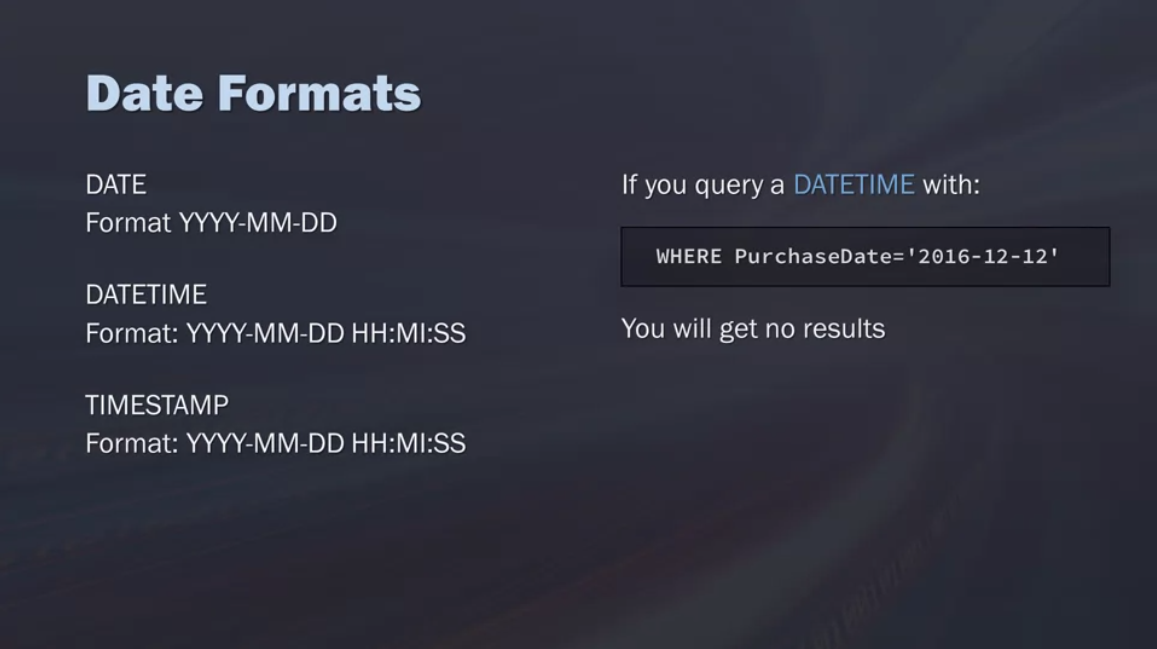 Date Formats
DATE
Format YYYY-MM-DD
DATETIME
Format: YYYY-MM-DD HH:MI:SS
TIMESTAMP
Format: YYYY-MM-DD HH:MI:SS
If you query a DATETIME with:
WHERE PurchaseDate='2016-12-12'
You will get no results